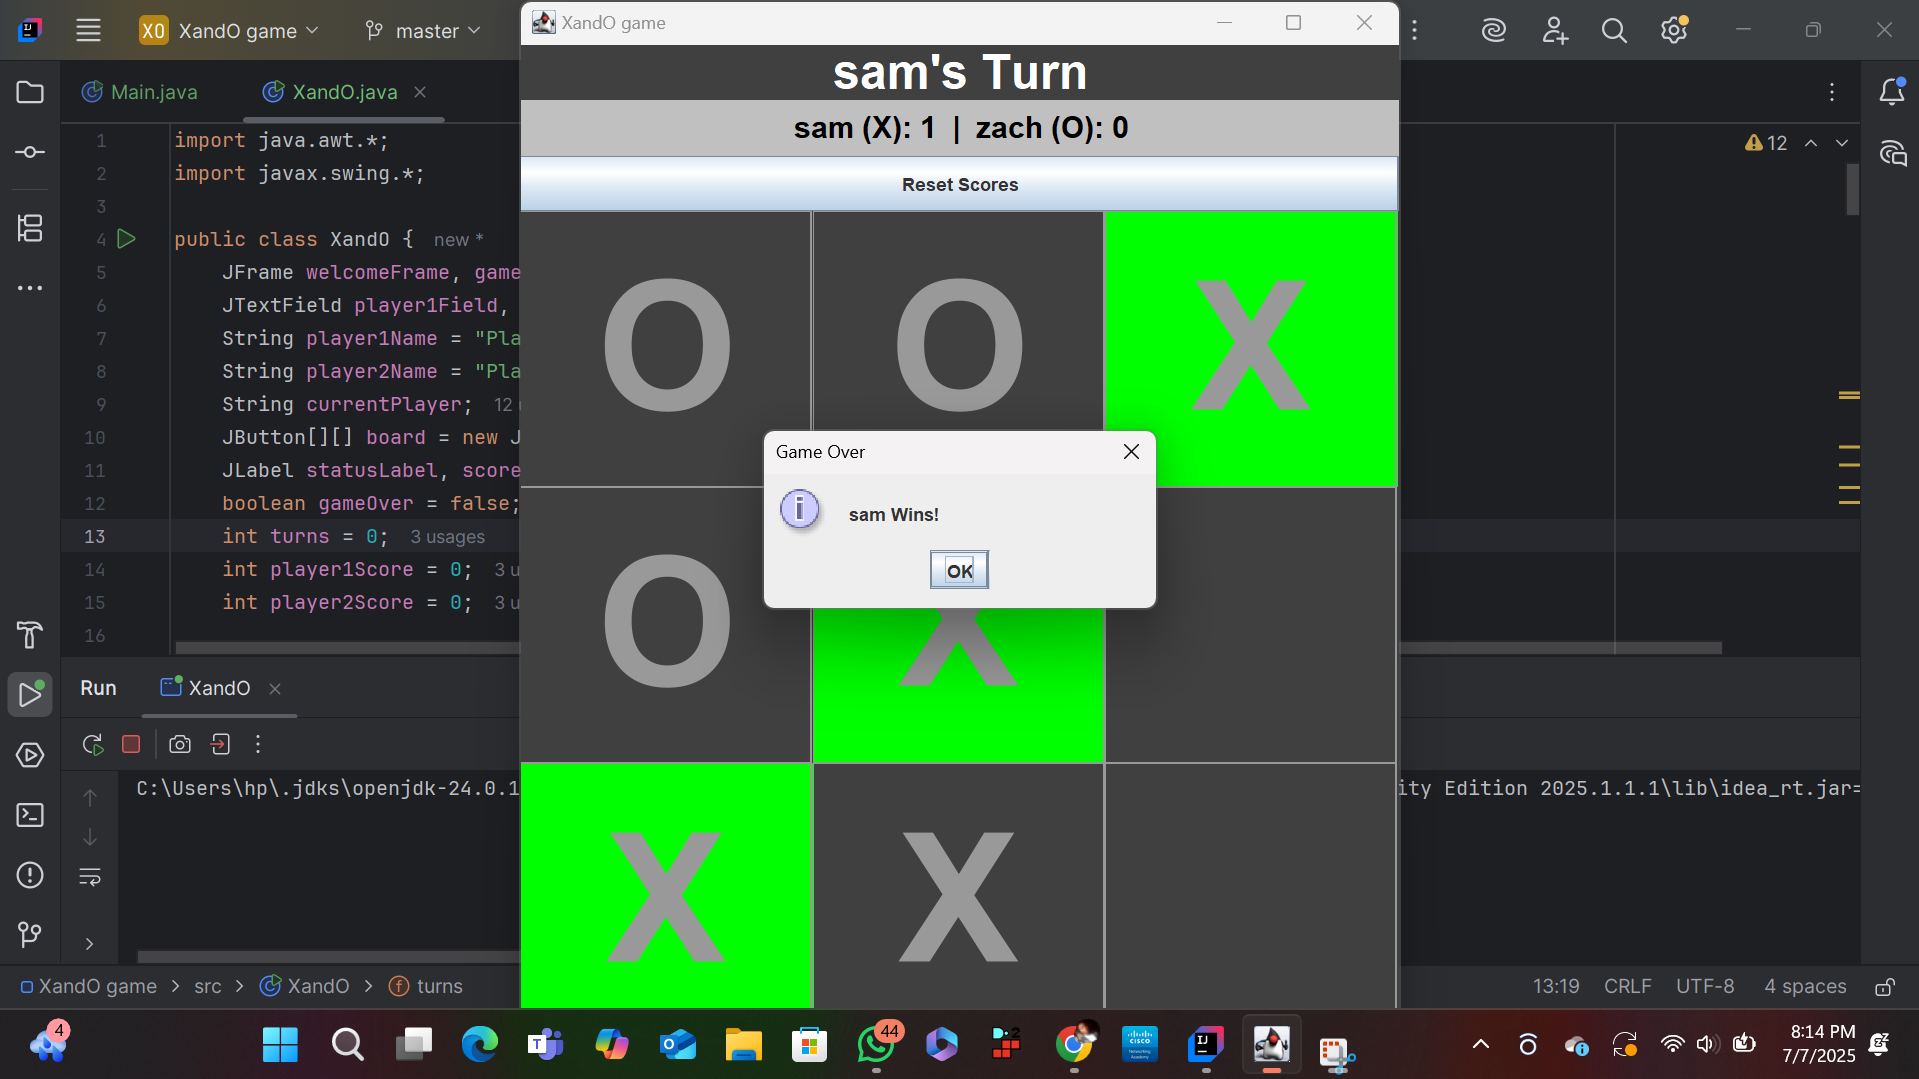 XO XandO game master
XandO game
Main.java XandO.java
12
sam's Turn
sam (X): 1 | zach (O): 0
Reset Scores
1 import java.awt.*;
2 import javax.swing.*;
3
4 public class XandO { new *
5 JFrame welcomeFrame, game
6 JTextField player1Field,
7 String player1Name = "Pla
8 String player2Name = "Pla
9 String currentPlayer; 12
10 JButton[][] board = new J
11 JLabel statusLabel, score
12 boolean gameOver = false;
13 int turns = 0; 3 usages
14 int player1Score = 0; 3 u
15 int player2Score = 0; 3 u
16
O O X
Game Over
i sam Wins!
OK
O X
X X
Run XandO
C:\Users\hp\.jdks\openjdk-24.0.1
ity Edition 2025.1.1.1\lib\idea_rt.jar=
XandO game > src > XandO > f turns
13:19 CRLF UTF-8 4 spaces
4
44
8:14 PM
7/7/2025